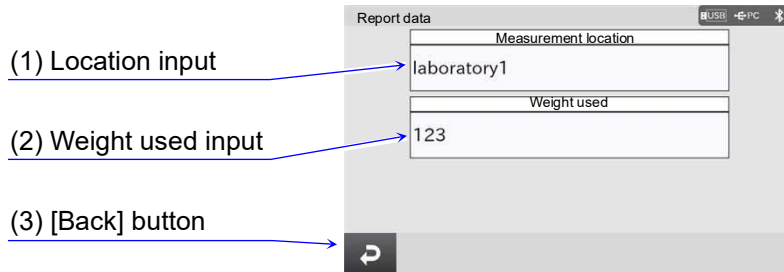 Report data
USB PC
Measurement location
(1) Location input
laboratory1
Weight used
(2) Weight used input
123
(3) [Back] button